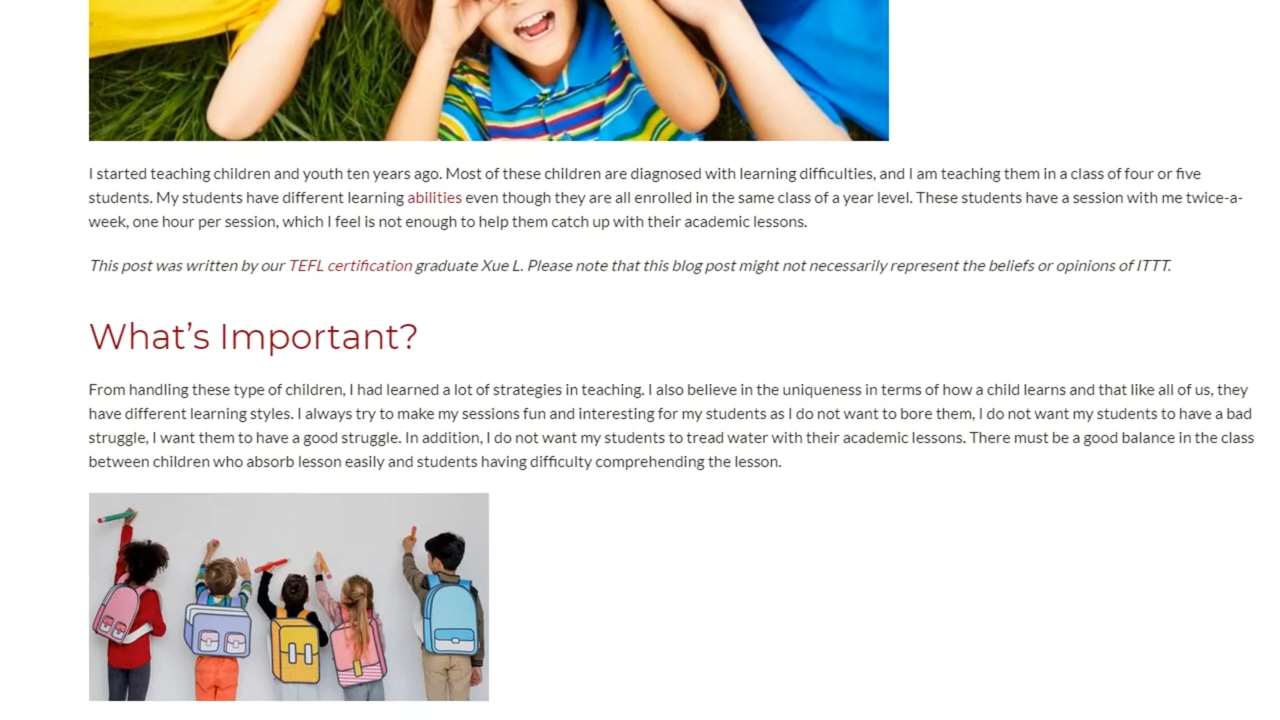 I started teaching children and youth ten years ago. Most of these children are diagnosed with learning difficulties, and I am teaching them in a class of four or five
students. My students have different learning abilities even though they are all enrolled in the same class of a year level. These students have a session with me twice-a-
week, one hour per session, which I feel is not enough to help them catch up with their academic lessons.
This post was written by our TEFL certification graduate Xue L. Please note that this blog post might not necessarily represent the beliefs or opinions of ITTT.
What's Important?
From handling these type of children, I had learned a lot of strategies in teaching. I also believe in the uniqueness in terms of how a child learns and that like all of us, they
have different learning styles. I always try to make my sessions fun and interesting for my students as I do not want to bore them, I do not want my students to have a bad
struggle, I want them to have a good struggle. In addition, I do not want my students to tread water with their academic lessons. There must be a good balance in the class
between children who absorb lesson easily and students having difficulty comprehending the lesson.